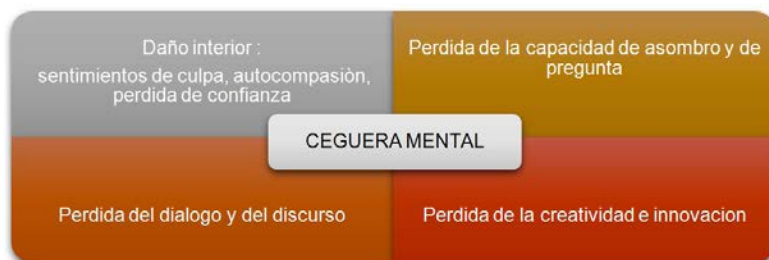 Daño interior :
sentimientos de culpa, autocompasiòn,
perdida de confianza
Perdida de la capacidad de asombro y de
pregunta
CEGUERA MENTAL
Perdida del dialogo y del discurso
Perdida de la creatividad e innovacion